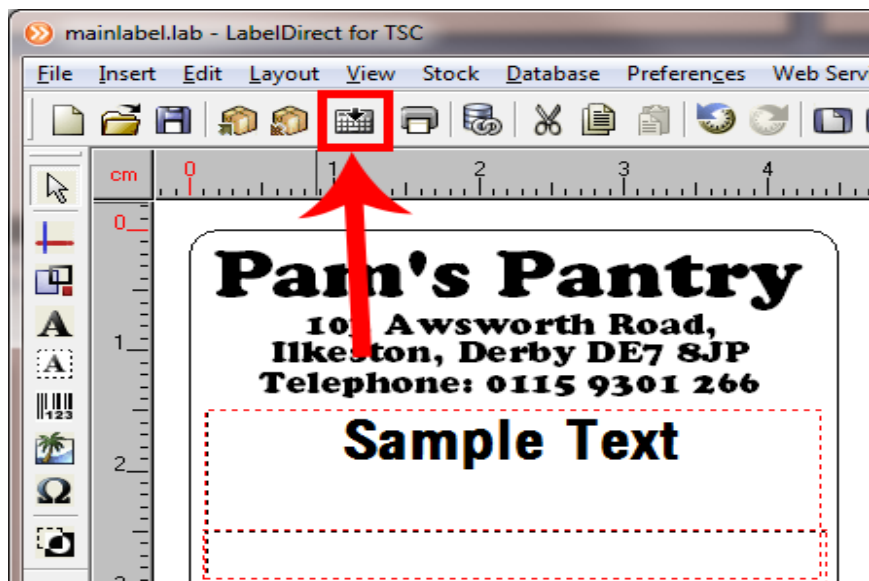 mainlabel.lab - LabelDirect for TSC
File Insert Edit Layout View Stock Database Preferences Web Serv
cm 0 1 2 3 4
0
1
2
Pam's Pantry
Awsworth Road,
Ilkeston, Derby DE7 8JP
Telephone: 0115 9301 266
Sample Text
A
A
123
Ω